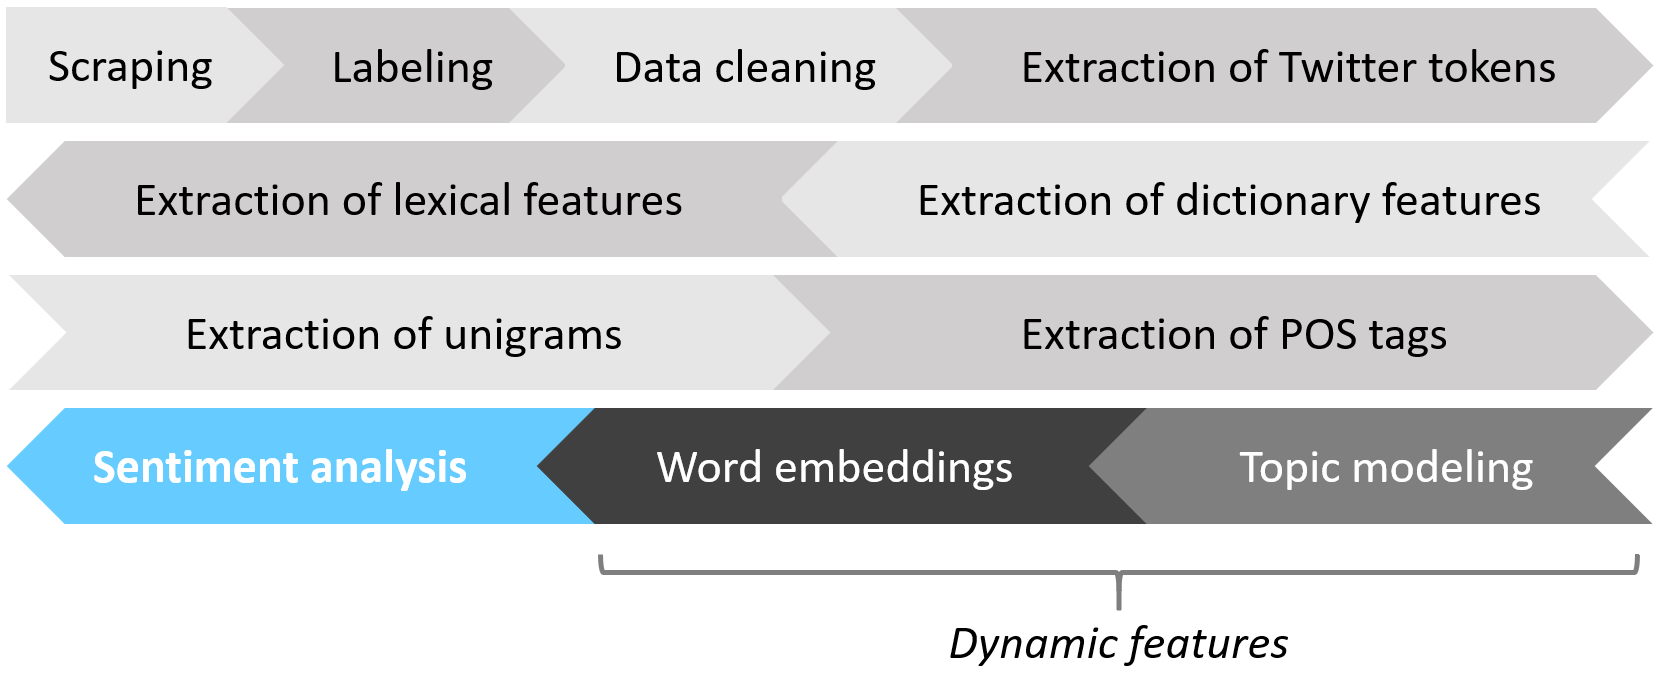 Scraping
Labeling
Data cleaning
Extraction of Twitter tokens
Extraction of lexical features
Extraction of dictionary features
Extraction of unigrams
Extraction of POS tags
Sentiment analysis
Word embeddings
Topic modeling
Dynamic features